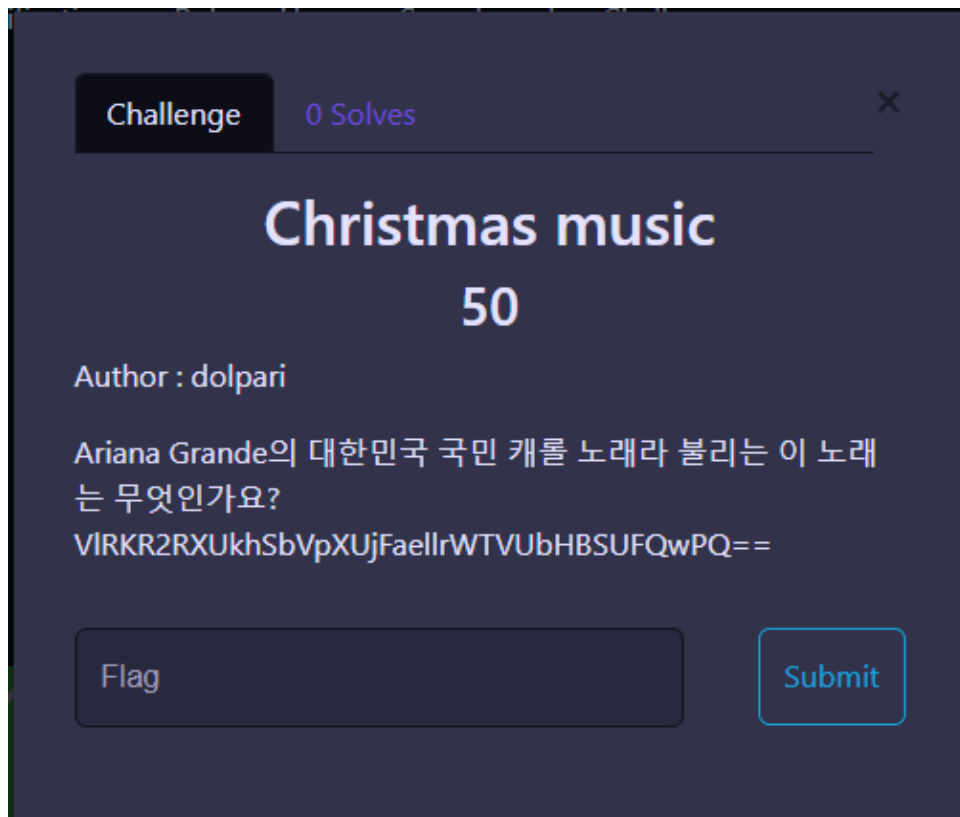 Challenge
0 Solves
×
Christmas music
50
Author : dolpari
Ariana Grande의 대한민국 국민 캐롤 노래라 불리는 이 노래
는 무엇인가요?
VlRKR2RXUkhSbVpXUjFaellrWTVUbHBSUFQwPQ==
Flag
Submit